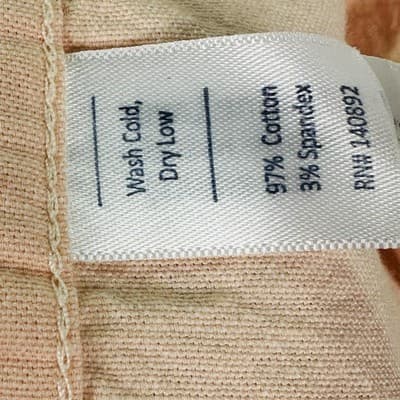 Wash Cold,
Dry Low
97% Cotton
3% Spandex
RN# 140892